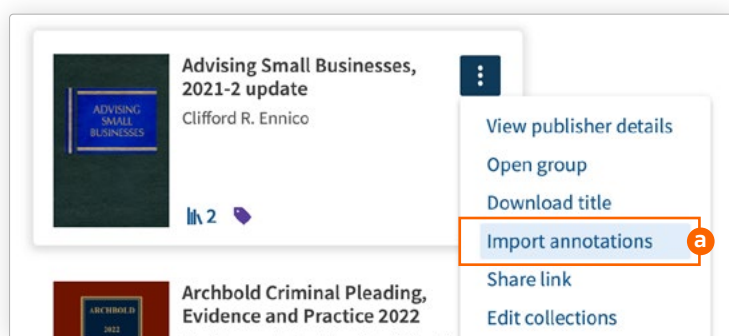 Advising Small Businesses,
2021-2 update
Clifford R. Ennico
ADVISING
SMALL
BUSINESSES
2
View publisher details
Open group
Download title
Import annotations
a
Share link
Edit collections
Archbold Criminal Pleading,
Evidence and Practice 2022
ARCHBOLD
2022